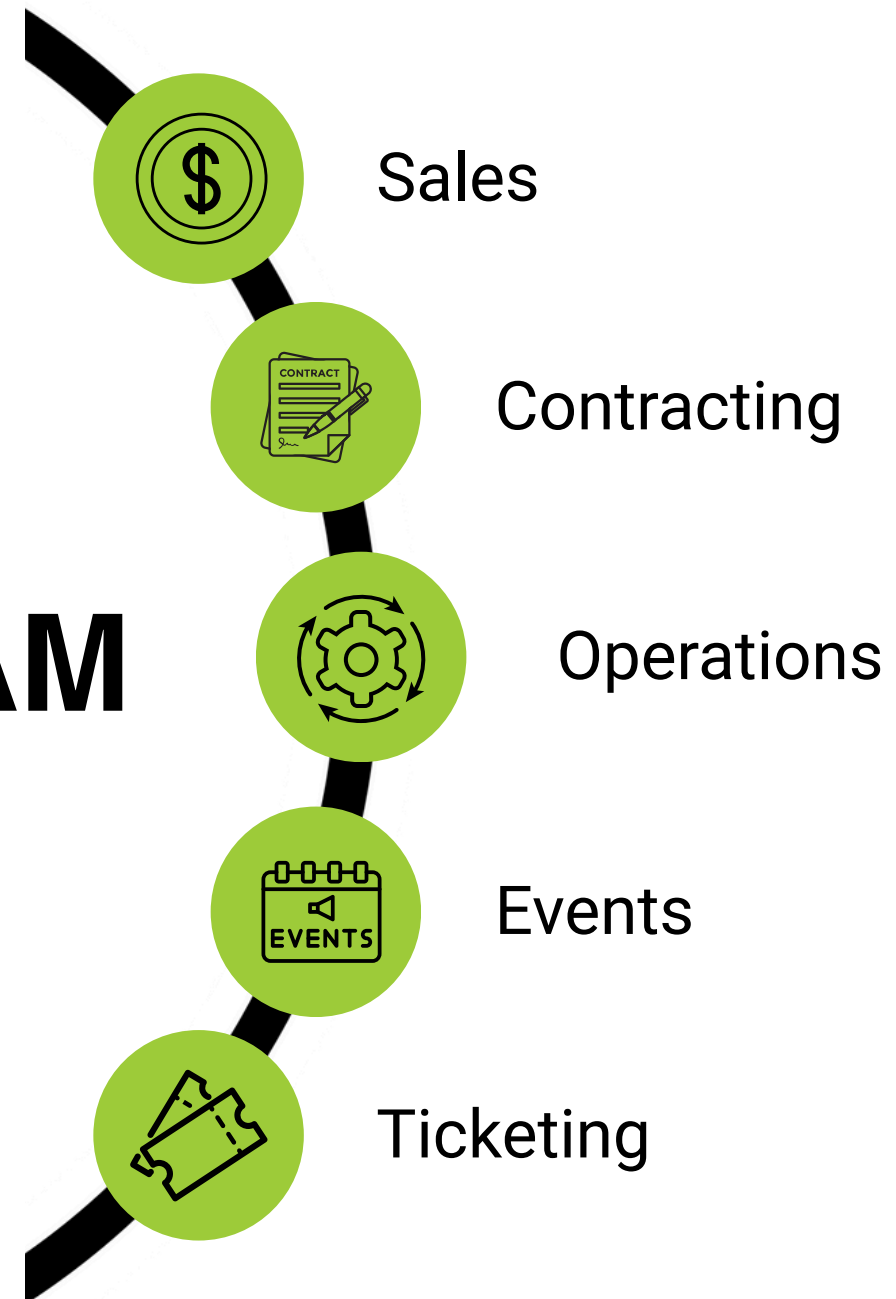 Sales
CONTRACT
Contracting
AM
Operations
EVENTS
Events
Ticketing